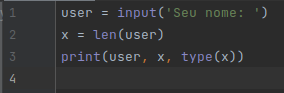 1 user = input('Seu nome: ')
2 x = len(user)
3 print(user, x, type(x))
4